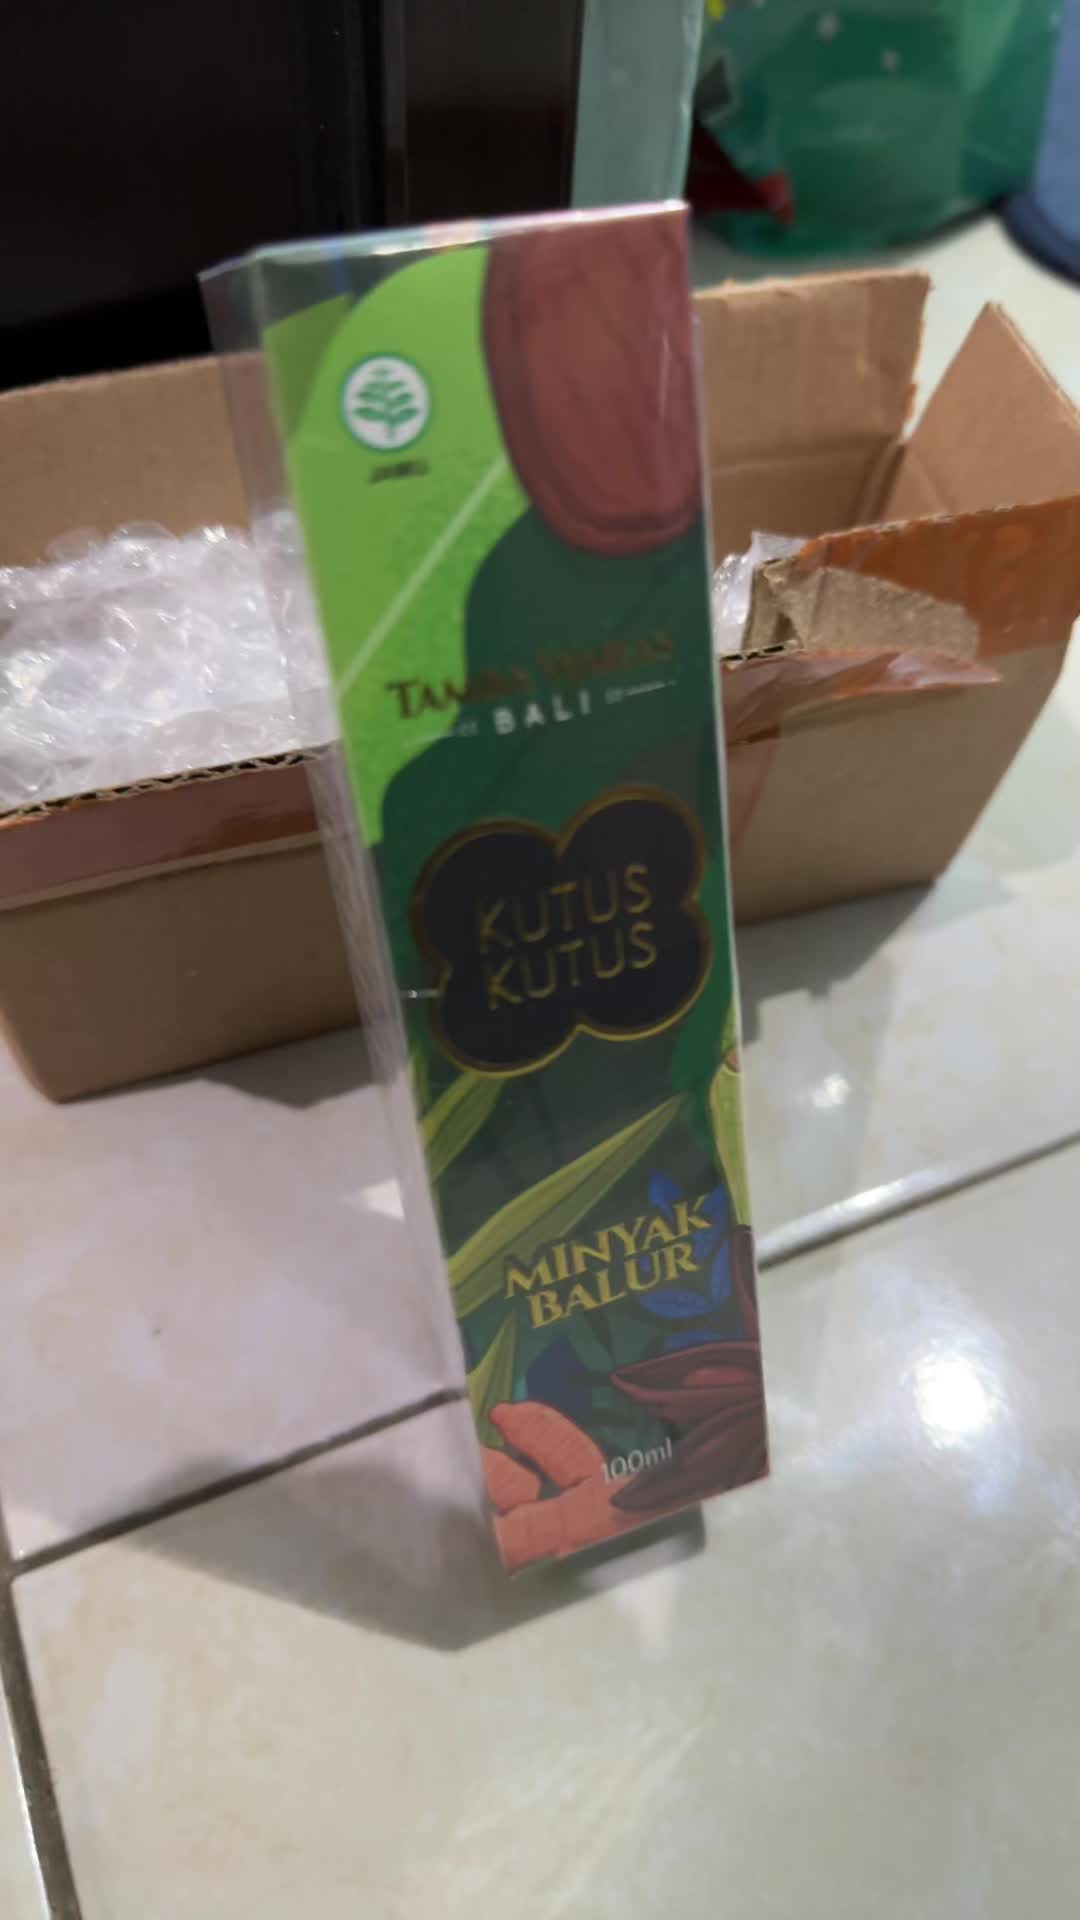 JAMU
TAMBA WARAS
BALI
KUTUS
KUTUS
MINYAK
BALUR
100ml